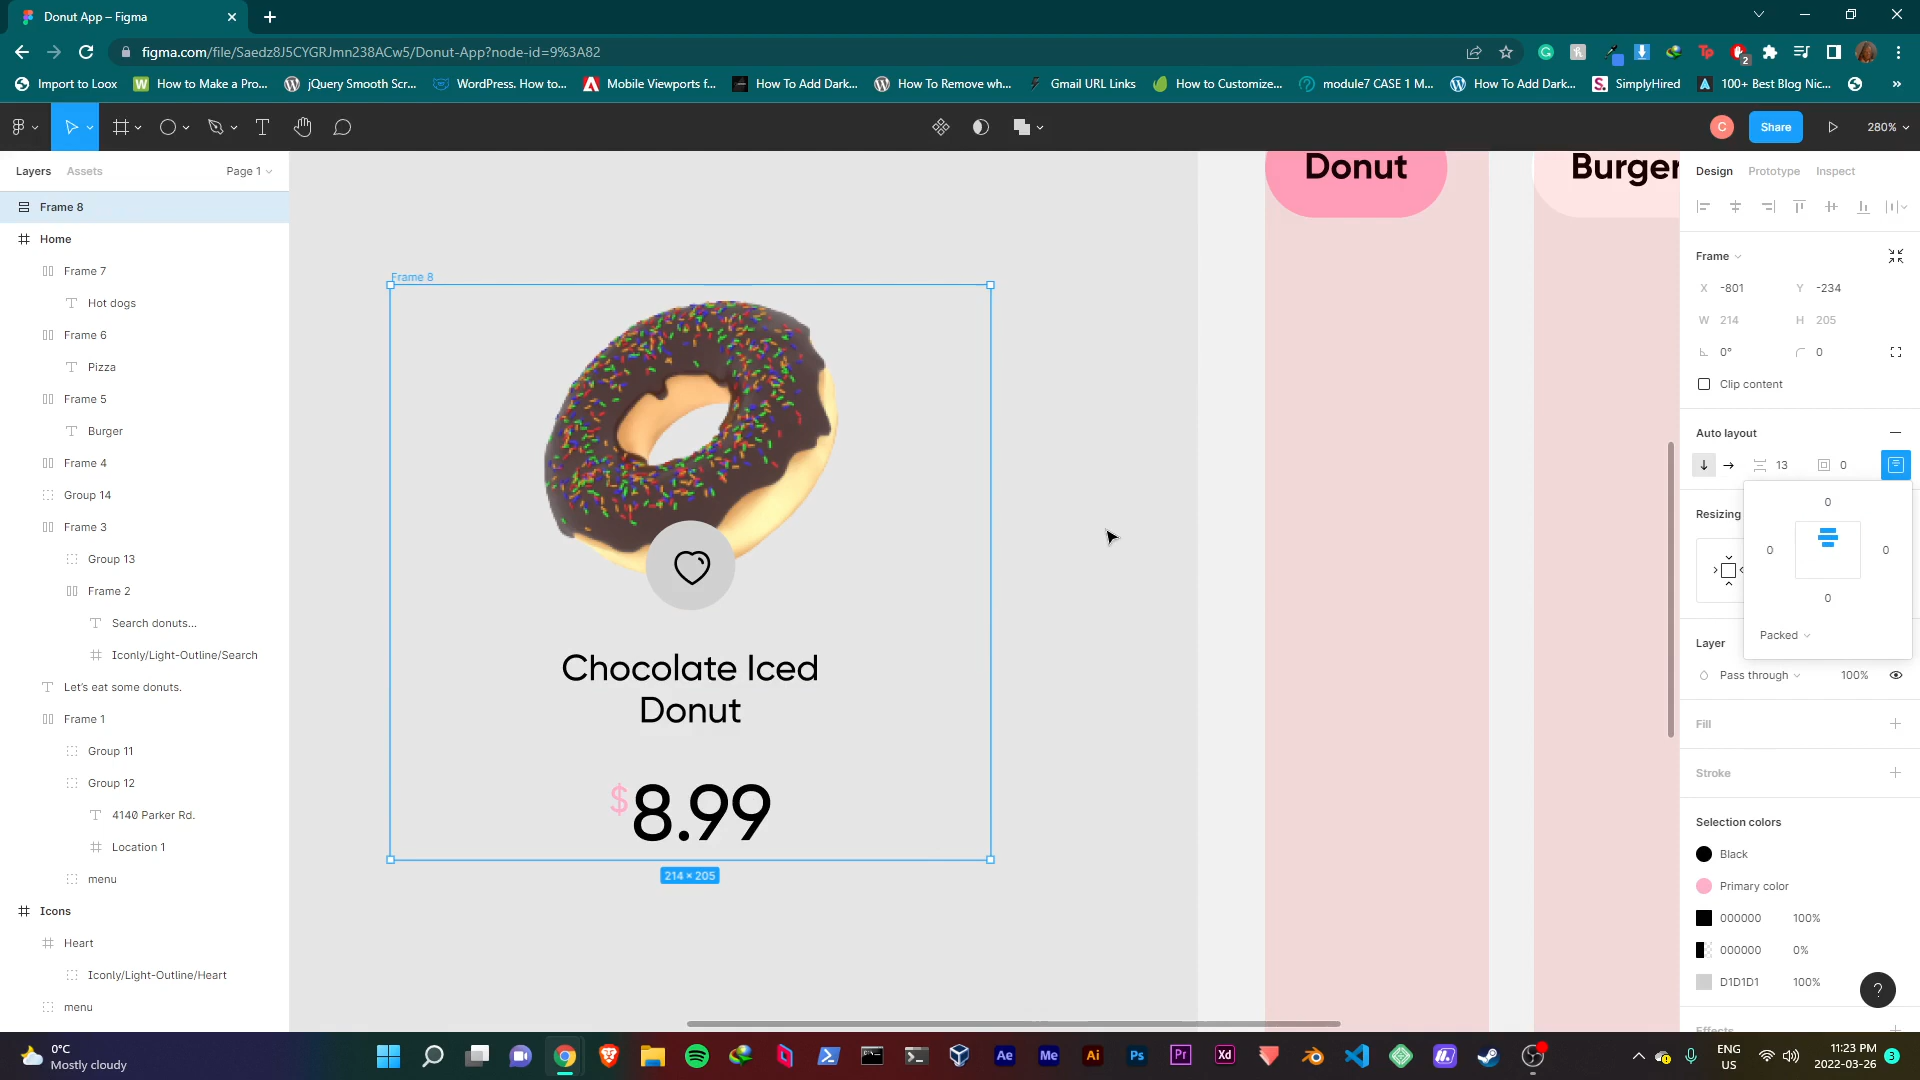 Donut App – Figma
figma.com/file/Saedz8J5CYGRJmn238ACw5/Donut-App?node-id=9%3A82
Import to Loox
How to Make a Pro...
jQuery Smooth Scr...
WordPress. How to...
Mobile Viewports f...
How To Add Dark...
How To Remove wh...
Gmail URL Links
How to Customize...
module7 CASE 1 M...
How To Add Dark...
SimplyHired
100+ Best Blog Nic...
C
Share
280%
Layers
Assets
Page 1
Frame 8
Home
Frame 7
Hot dogs
Frame 6
Pizza
Frame 5
Burger
Frame 4
Group 14
Frame 3
Group 13
Frame 2
Search donuts...
Iconly/Light-Outline/Search
Let's eat some donuts.
Frame 1
Group 11
Group 12
4140 Parker Rd.
Location 1
menu
Icons
Heart
Iconly/Light-Outline/Heart
menu
Frame 8
Chocolate Iced
Donut
$8.99
214 × 205
Donut
Burger
Design
Prototype
Inspect
Frame
X -801
Y -234
W 214
H 205
0°
0
Clip content
Auto layout
13
0
Resizing
0
0
0
0
Packed
Layer
Pass through
100%
Fill
Stroke
Selection colors
Black
Primary color
000000 100%
000000 0%
D1D1D1 100%
Effects
?
0°C
Mostly cloudy
Ae
Me
Ai
Ps
Pr
Xd
ENG
US
11:23 PM
2022-03-26
3